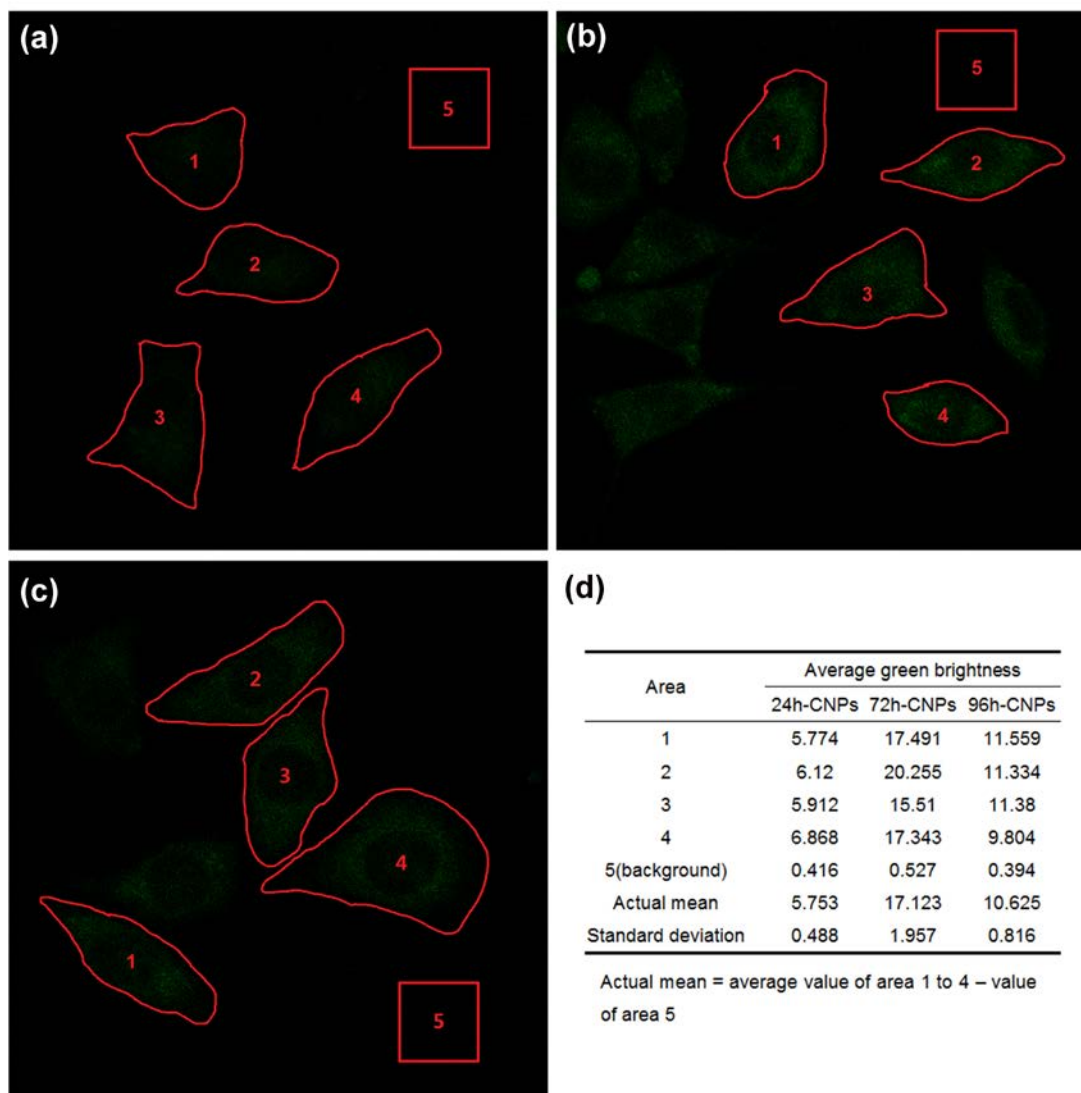 (a)
5
1
2
3
4
(b)
5
1
2
3
4
(c)
2
3
4
1
5
(d)
Area Average green brightness
24h-CNPs 72h-CNPs 96h-CNPs
1 5.774 17.491 11.559
2 6.12 20.255 11.334
3 5.912 15.51 11.38
4 6.868 17.343 9.804
5(background) 0.416 0.527 0.394
Actual mean 5.753 17.123 10.625
Standard deviation 0.488 1.957 0.816
Actual mean = average value of area 1 to 4 – value
of area 5